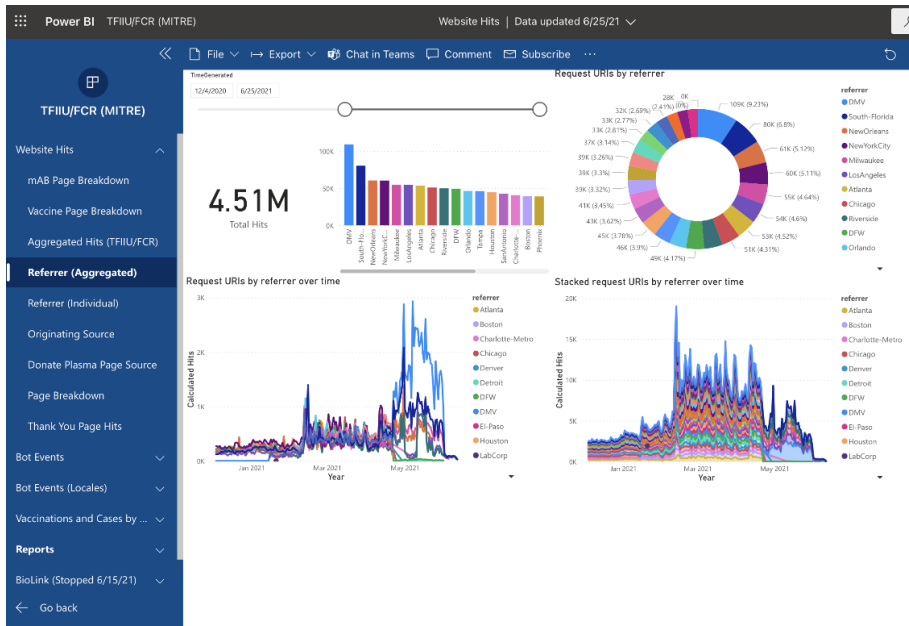 Power BI TFIIU/FCR (MITRE) Website Hits | Data updated 6/25/21
File Export Chat in Teams Comment Subscribe ...
TFIIU/FCR (MITRE)
Website Hits
mAB Page Breakdown
Vaccine Page Breakdown
Aggregated Hits (TFIIU/FCR)
Referrer (Aggregated)
Referrer (Individual)
Originating Source
Donate Plasma Page Source
Page Breakdown
Thank You Page Hits
Bot Events
Bot Events (Locales)
Vaccinations and Cases by ...
Reports
BioLink (Stopped 6/15/21)
Go back
TimeGenerated
12/4/2020 6/25/2021
4.51M
Total Hits
100K
50K
0K
DMV
South-Flo...
NewOrleans
NewYorkC...
Milwaukee
LosAngeles
Atlanta
Chicago
Riverside
DFW
Orlando
Tampa
Houston
SanAntonio
Charlotte-...
Boston
Phoenix
Request URIs by referrer
0K (0%)
109K (9.23%)
80K (6.8%)
61K (5.12%)
60K (5.11%)
55K (4.64%)
54K (4.6%)
53K (4.52%)
51K (4.31%)
49K (4.17%)
46K (3.9%)
45K (3.78%)
43K (3.62%)
41K (3.45%)
39K (3.32%)
39K (3.3%)
39K (3.26%)
37K (3.14%)
33K (2.81%)
33K (2.77%)
32K (2.69%)
28K (2.41%)
referrer
DMV
South-Florida
NewOrleans
NewYorkCity
Milwaukee
LosAngeles
Atlanta
Chicago
Riverside
DFW
Orlando
Request URIs by referrer over time
Calculated Hits
3K
2K
1K
0K
Jan 2021 Mar 2021 May 2021
Year
referrer
Atlanta
Boston
Charlotte-Metro
Chicago
Denver
Detroit
DFW
DMV
El-Paso
Houston
LabCorp
Stacked request URIs by referrer over time
Calculated Hits
20K
15K
10K
5K
0K
Jan 2021 Mar 2021 May 2021
Year
referrer
Atlanta
Boston
Charlotte-Metro
Chicago
Denver
Detroit
DFW
DMV
El-Paso
Houston
LabCorp